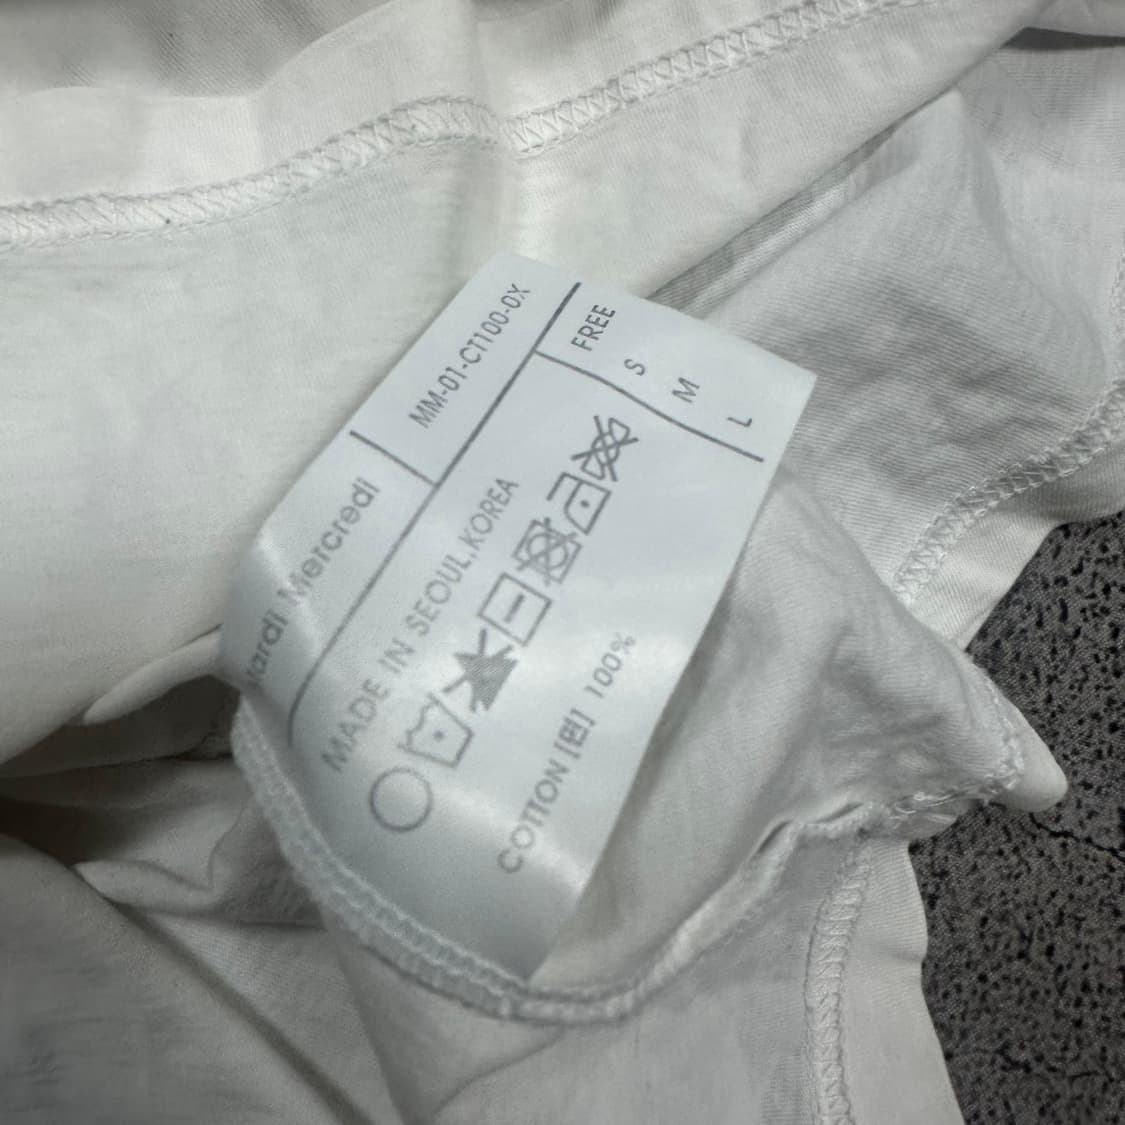 Mardi Mercredi
MM-01-CT100-0X
MADE IN SEOUL,KOREA
FREE
S
M
L
COTTON [면] 100%